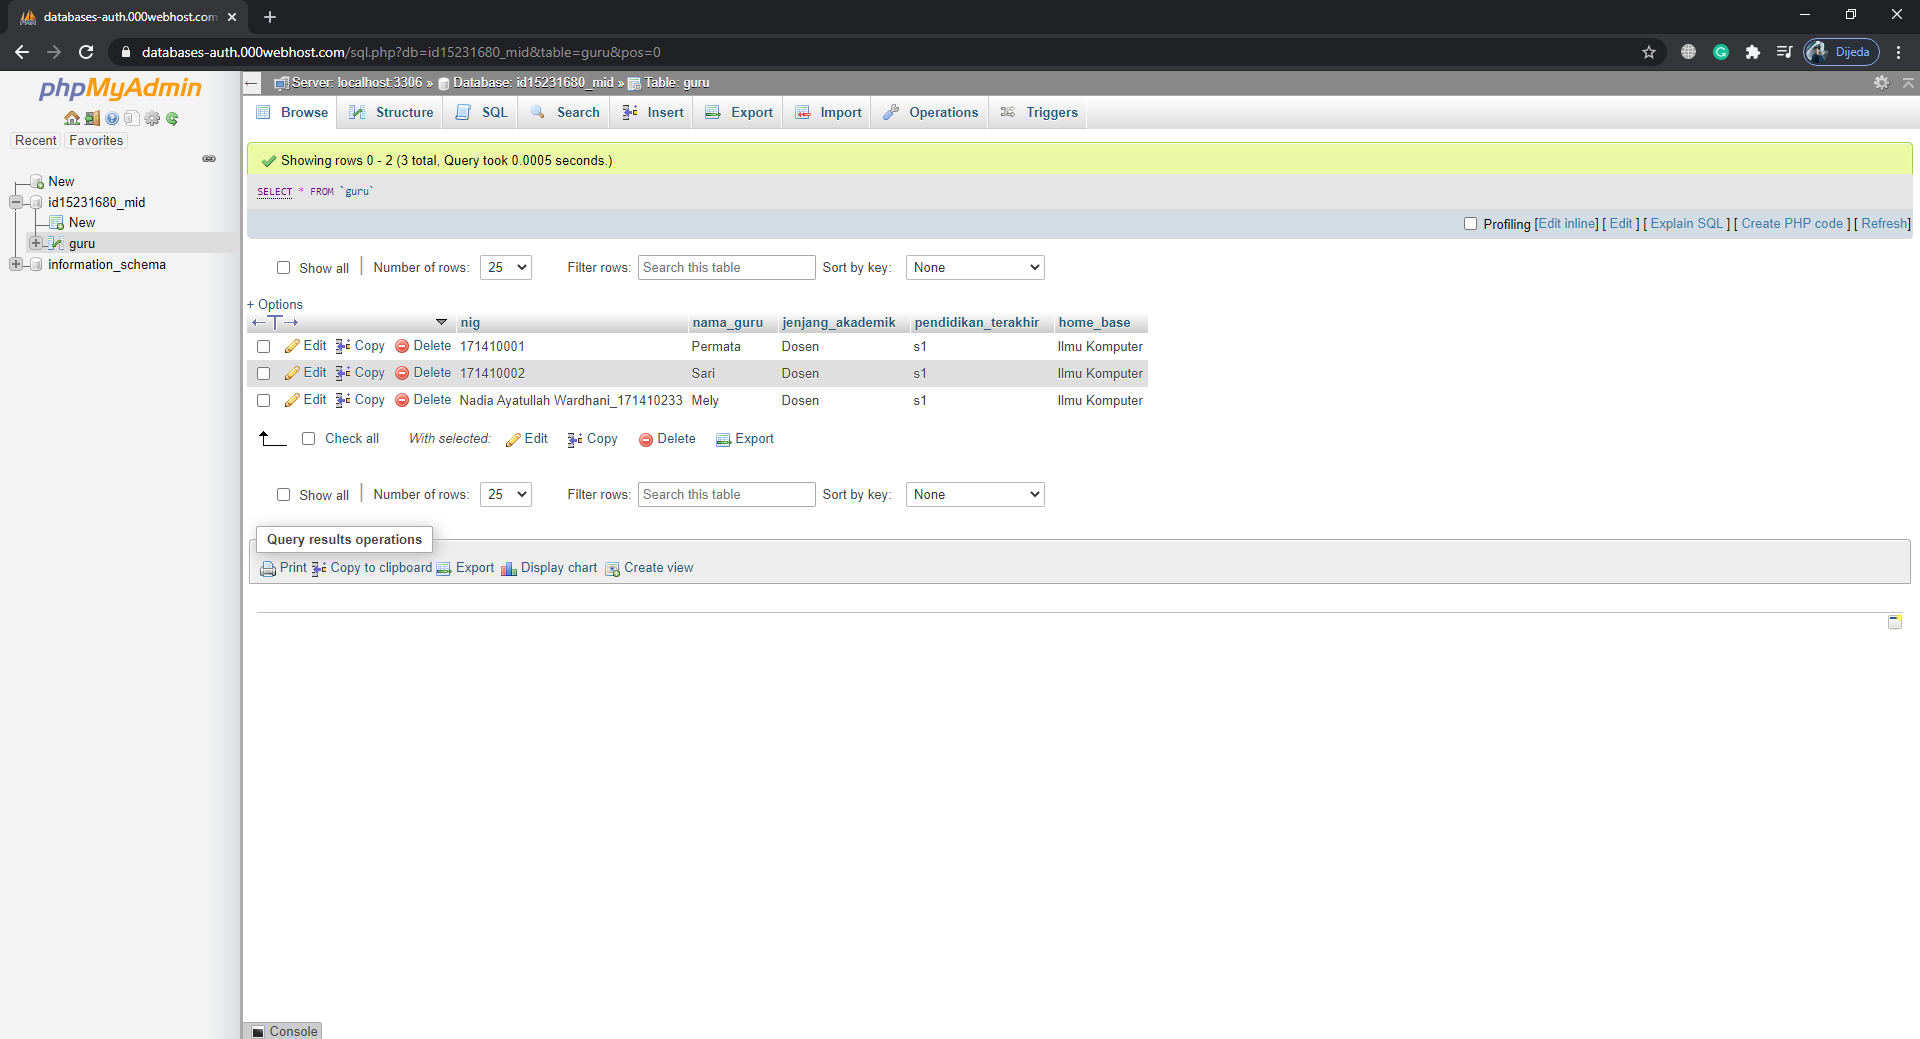 databases-auth.000webhost.com
databases-auth.000webhost.com/sql.php?db=id15231680_mid&table=guru&pos=0
Dijeda
phpMyAdmin
Recent Favorites
New
id15231680_mid
New
guru
information_schema
Server: localhost:3306 » Database: id15231680_mid » Table: guru
Browse Structure SQL Search Insert Export Import Operations Triggers
Showing rows 0 - 2 (3 total, Query took 0.0005 seconds.)
SELECT * FROM `guru`
Profiling [Edit inline] [ Edit ] [ Explain SQL ] [ Create PHP code ] [ Refresh]
Show all Number of rows: 25 Filter rows: Search this table Sort by key: None
+ Options
←T→ nig nama_guru jenjang_akademik pendidikan_terakhir home_base
Edit Copy Delete 171410001 Permata Dosen s1 Ilmu Komputer
Edit Copy Delete 171410002 Sari Dosen s1 Ilmu Komputer
Edit Copy Delete Nadia Ayatullah Wardhani_171410233 Mely Dosen s1 Ilmu Komputer
Check all With selected: Edit Copy Delete Export
Show all Number of rows: 25 Filter rows: Search this table Sort by key: None
Query results operations
Print Copy to clipboard Export Display chart Create view
Console